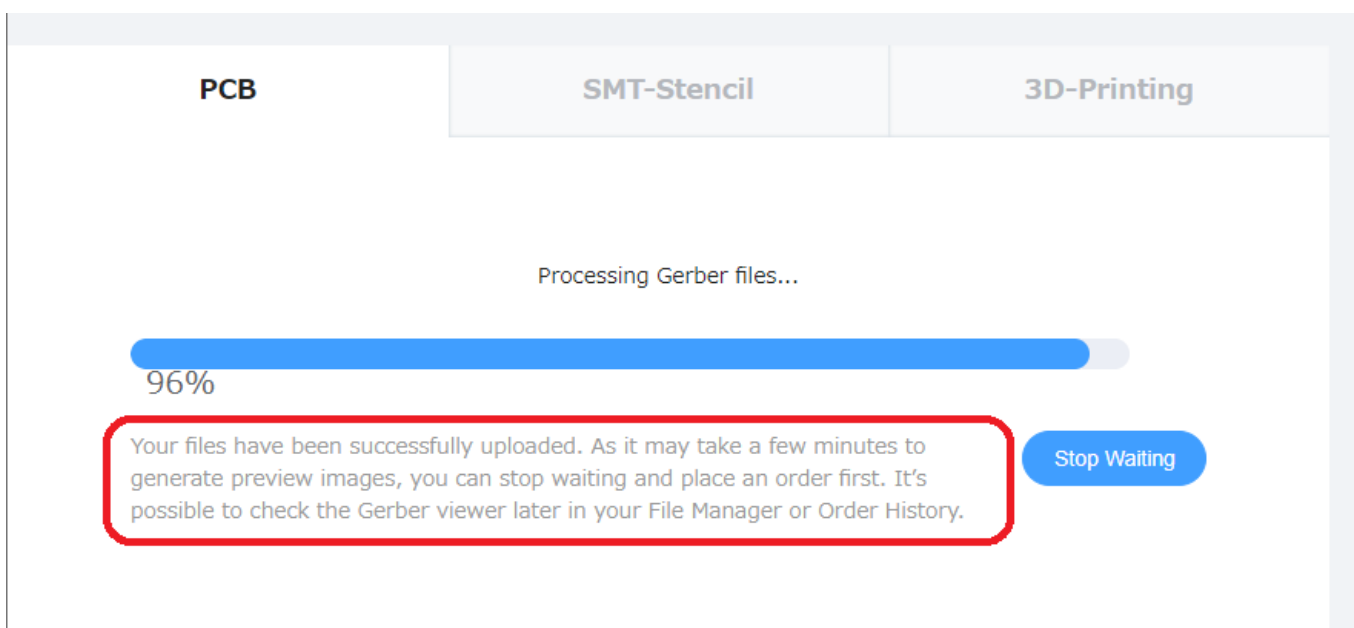 PCB
SMT-Stencil
3D-Printing
Processing Gerber files...
96%
Your files have been successfully uploaded. As it may take a few minutes to
generate preview images, you can stop waiting and place an order first. It’s
possible to check the Gerber viewer later in your File Manager or Order History.
Stop Waiting